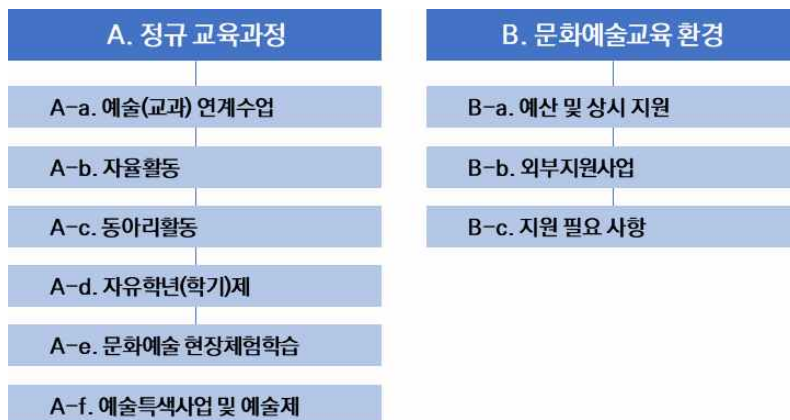 A. 정규 교육과정
A-a. 예술(교과) 연계수업
A-b. 자율활동
A-c. 동아리활동
A-d. 자유학년(학기)제
A-e. 문화예술 현장체험학습
A-f. 예술특색사업 및 예술제
B. 문화예술교육 환경
B-a. 예산 및 상시 지원
B-b. 외부지원사업
B-c. 지원 필요 사항